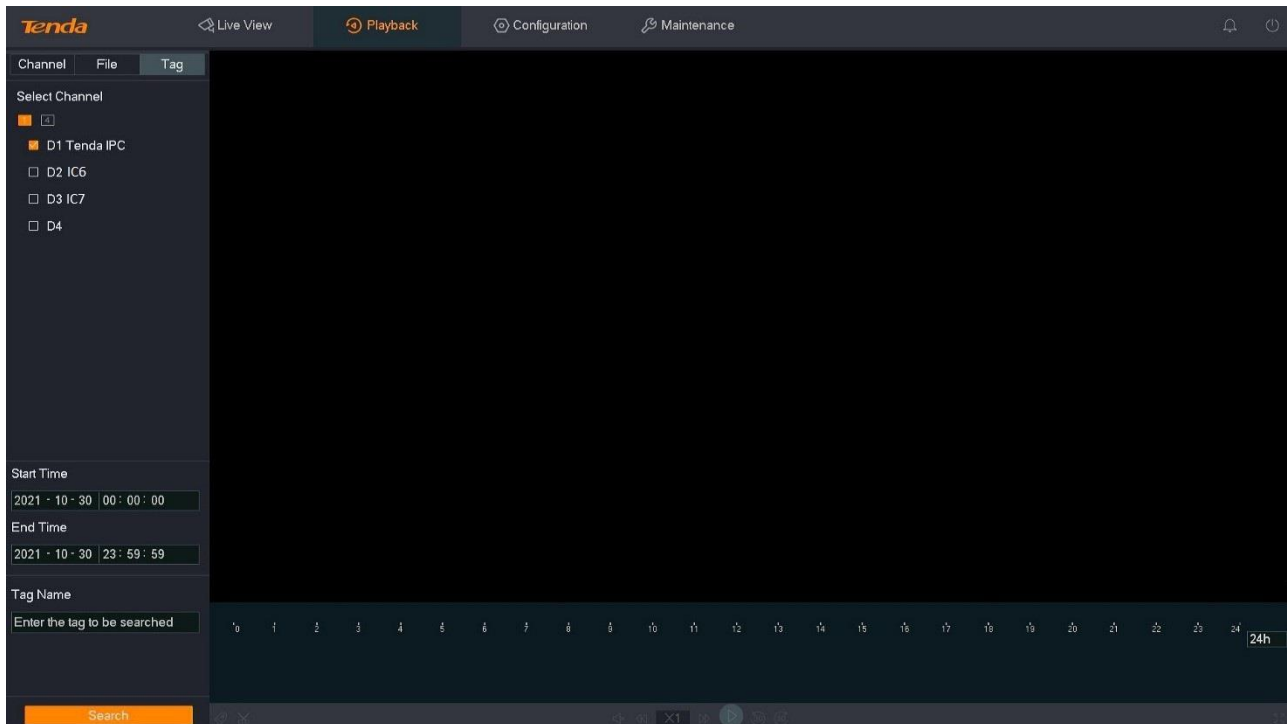 Tenda Live View Playback Configuration Maintenance
Channel File Tag
Select Channel
1 4
D1 Tenda IPC
D2 IC6
D3 IC7
D4
Start Time
2021 - 10 - 30 00 : 00 : 00
End Time
2021 - 10 - 30 23 : 59 : 59
Tag Name
Enter the tag to be searched
0 1 2 3 4 5 6 7 8 9 10 11 12 13 14 15 16 17 18 19 20 21 22 23 24
24h
Search
X1